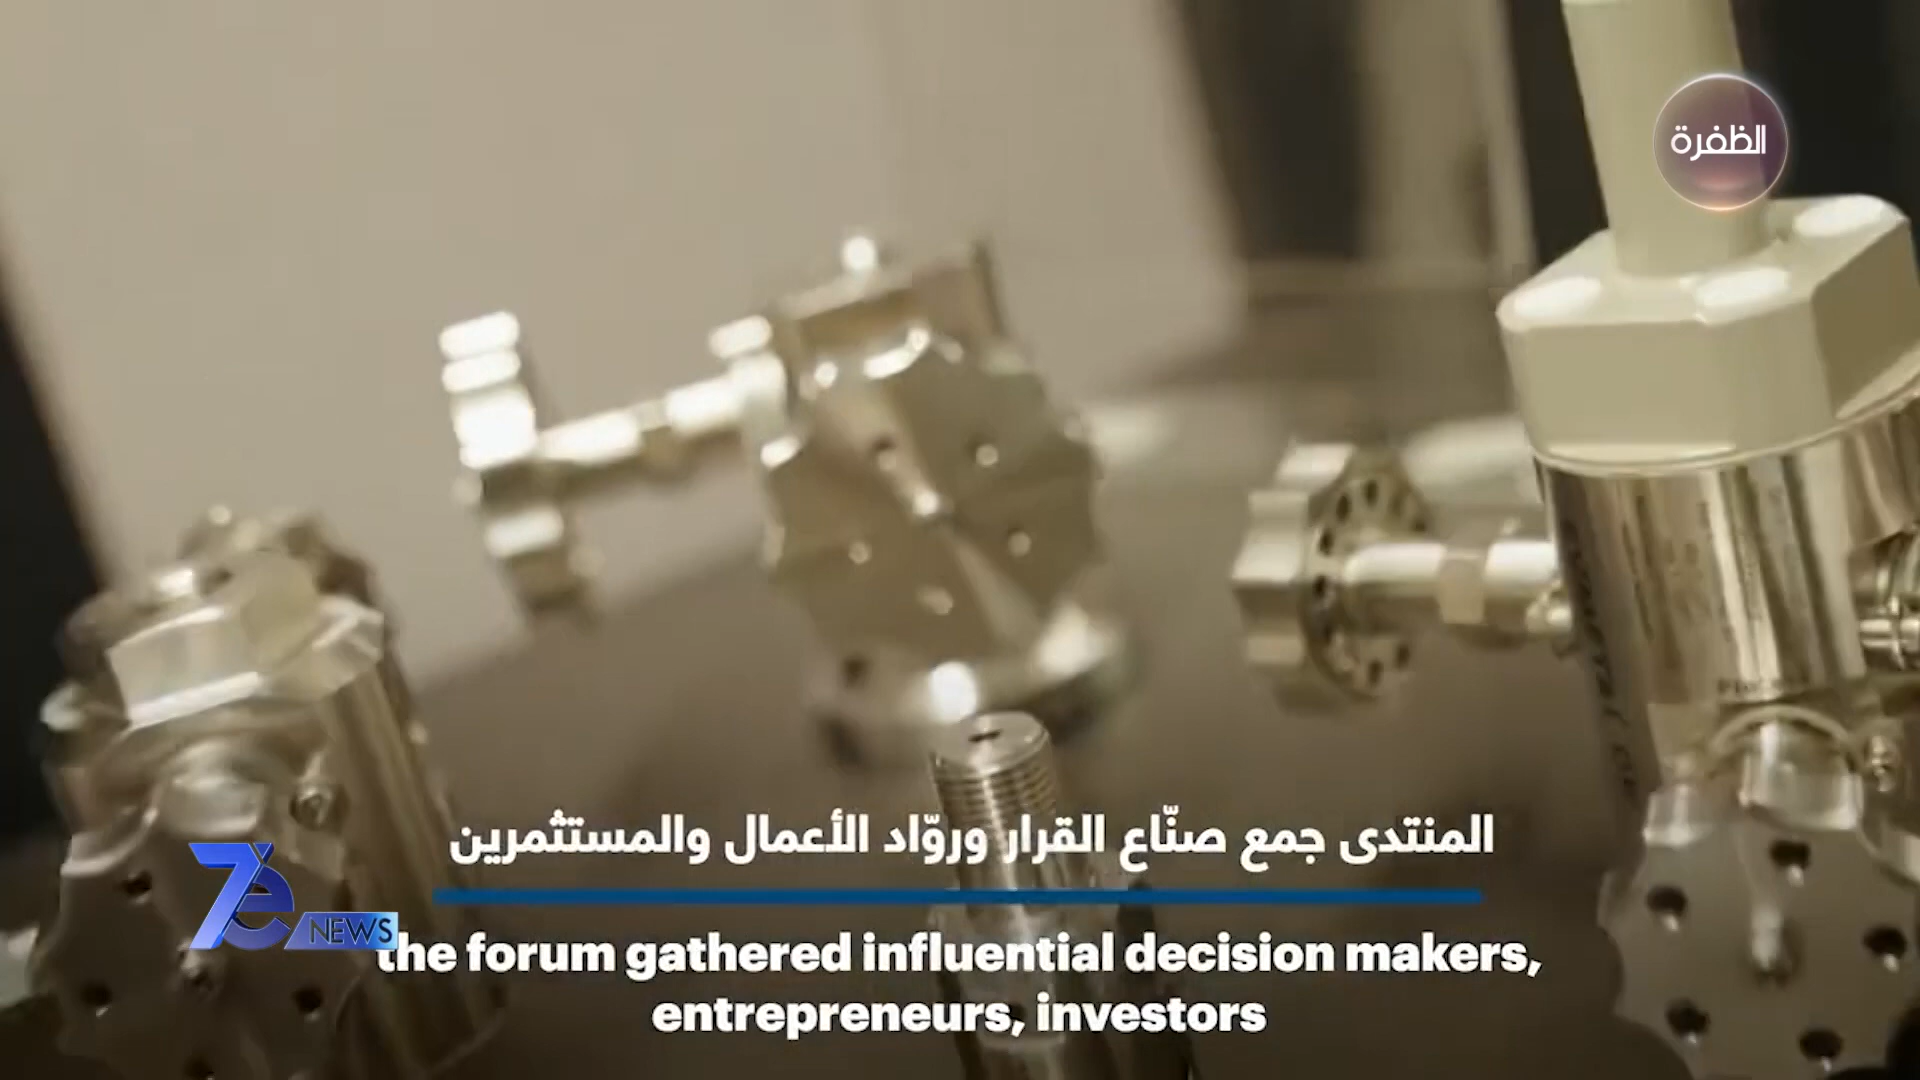 الظفرة
المنتدى جمع صنّاع القرار وروّاد الأعمال والمستثمرين
7e NEWS
the forum gathered influential decision makers,
entrepreneurs, investors